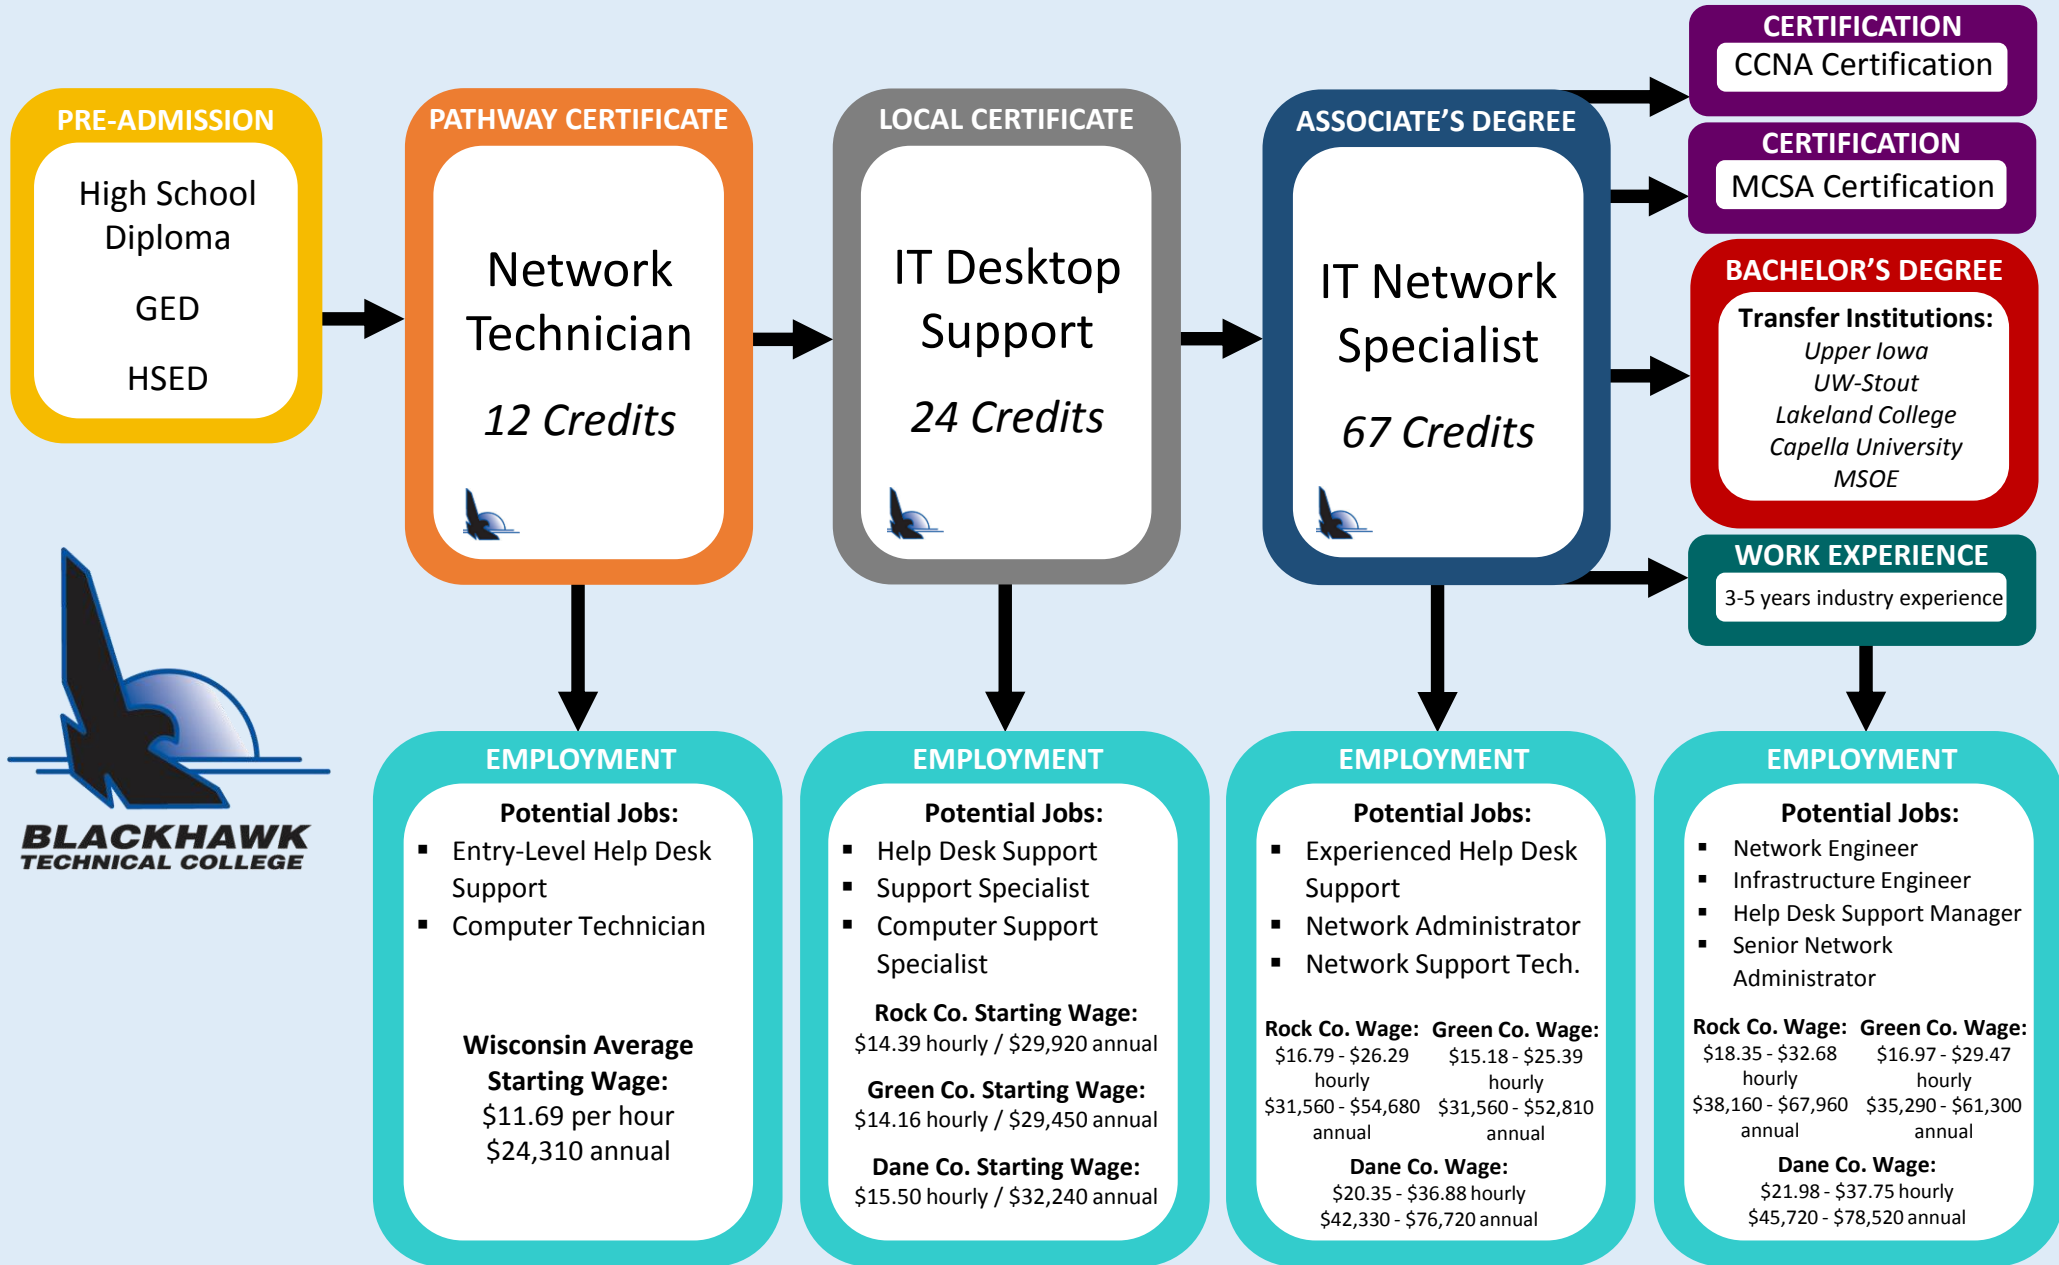 PRE-ADMISSION
High School
Diploma
GED
HSED
PATHWAY CERTIFICATE
Network
Technician
12 Credits
LOCAL CERTIFICATE
IT Desktop
Support
24 Credits
ASSOCIATE'S DEGREE
IT Network
Specialist
67 Credits
CERTIFICATION
CCNA Certification
CERTIFICATION
MCSA Certification
BACHELOR'S DEGREE
Transfer Institutions:
Upper Iowa
UW-Stout
Lakeland College
Capella University
MSOE
WORK EXPERIENCE
3-5 years industry experience
BLACKHAWK
TECHNICAL COLLEGE
EMPLOYMENT
Potential Jobs:
▪ Entry-Level Help Desk
Support
▪ Computer Technician
Wisconsin Average
Starting Wage:
$11.69 per hour
$24,310 annual
EMPLOYMENT
Potential Jobs:
▪ Help Desk Support
▪ Support Specialist
▪ Computer Support
Specialist
Rock Co. Starting Wage:
$14.39 hourly / $29,920 annual
Green Co. Starting Wage:
$14.16 hourly / $29,450 annual
Dane Co. Starting Wage:
$15.50 hourly / $32,240 annual
EMPLOYMENT
Potential Jobs:
▪ Experienced Help Desk
Support
▪ Network Administrator
▪ Network Support Tech.
Rock Co. Wage:
$16.79 - $26.29
hourly
$31,560 - $54,680
annual
Green Co. Wage:
$15.18 - $25.39
hourly
$31,560 - $52,810
annual
Dane Co. Wage:
$20.35 - $36.88 hourly
$42,330 - $76,720 annual
EMPLOYMENT
Potential Jobs:
▪ Network Engineer
▪ Infrastructure Engineer
▪ Help Desk Support Manager
▪ Senior Network
Administrator
Rock Co. Wage:
$18.35 - $32.68
hourly
$38,160 - $67,960
annual
Green Co. Wage:
$16.97 - $29.47
hourly
$35,290 - $61,300
annual
Dane Co. Wage:
$21.98 - $37.75 hourly
$45,720 - $78,520 annual